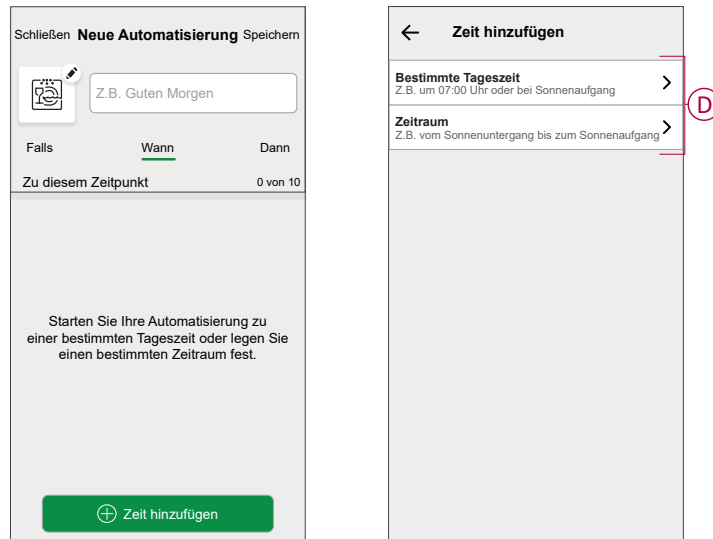 Schließen Neue Automatisierung Speichern
Z.B. Guten Morgen
Falls Wann Dann
Zu diesem Zeitpunkt 0 von 10
Starten Sie Ihre Automatisierung zu
einer bestimmten Tageszeit oder legen Sie
einen bestimmten Zeitraum fest.
Zeit hinzufügen
Zeit hinzufügen
Bestimmte Tageszeit
Z.B. um 07:00 Uhr oder bei Sonnenaufgang
Zeitraum
Z.B. vom Sonnenuntergang bis zum Sonnenaufgang
D